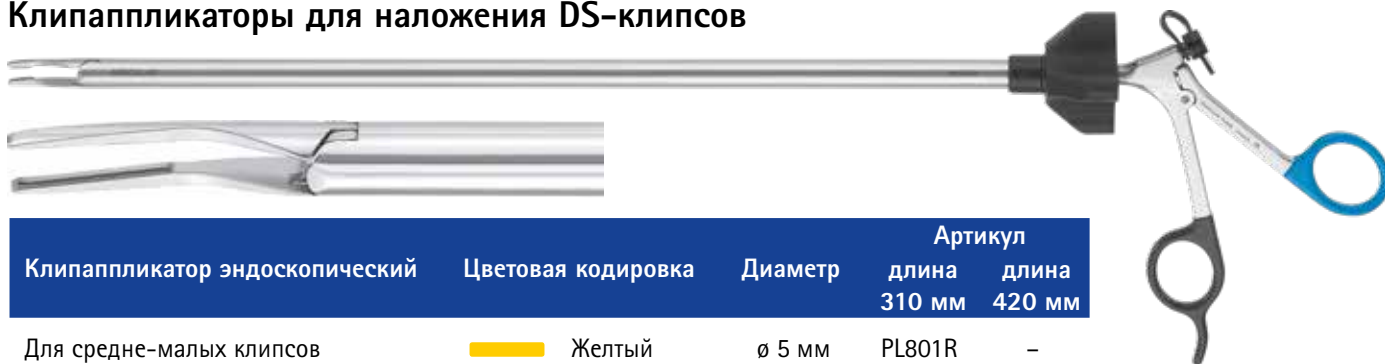 Клипаппликаторы для наложения DS-клипсов
Артикул
Клипаппликатор эндоскопический Цветовая кодировка Диаметр длина длина
310 мм 420 мм
Для средне-малых клипсов Желтый ø 5 мм PL801R –